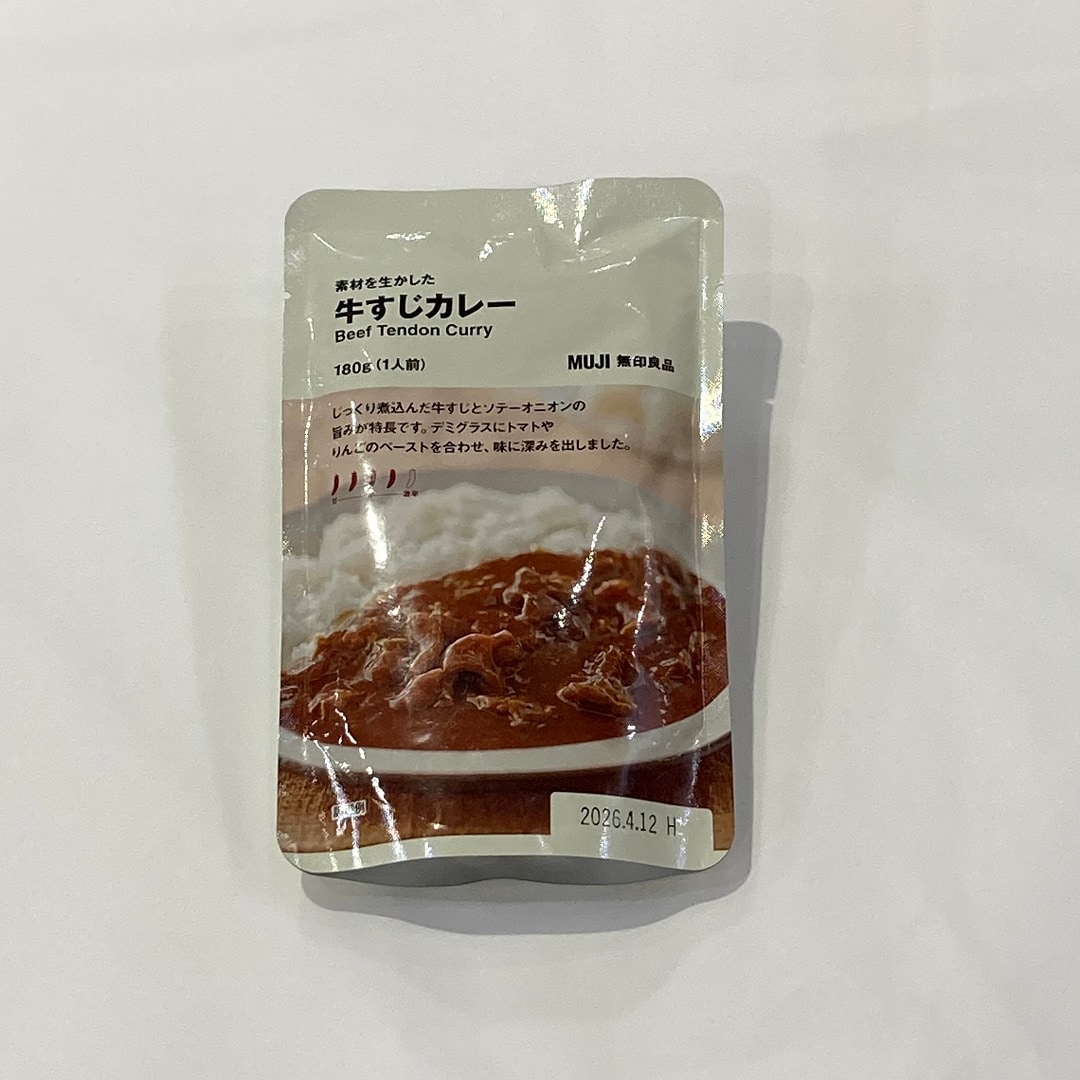 素材を生かした
牛すじカレー
Beef Tendon Curry
180g(1人前)
MUJI 無印良品
じっくり煮込んだ牛すじとソテーオニオンの
旨みが特長です。デミグラスにトマトや
りんごのペーストを合わせ、味に深みを出しました。
激辛
2026.4.12 H